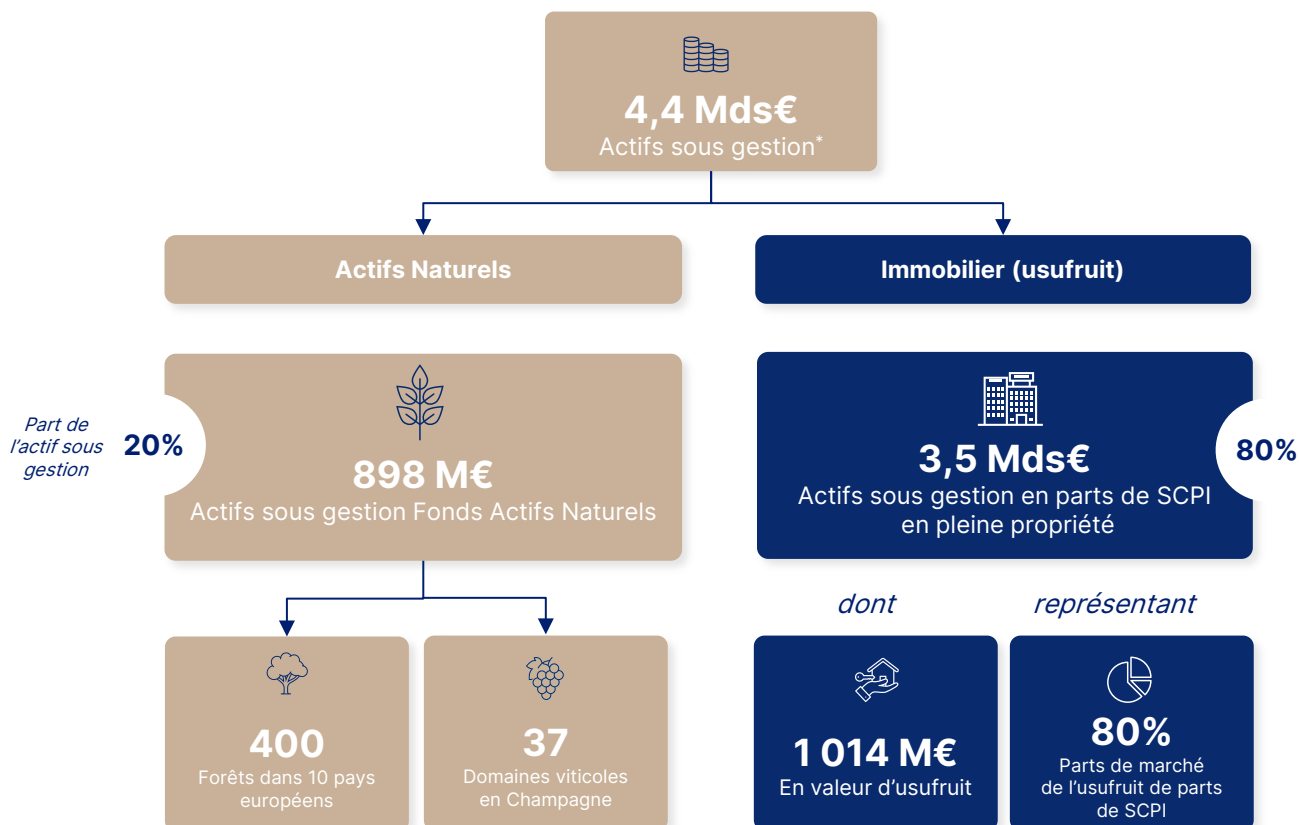 4,4 Mds€
Actifs sous gestion*
Actifs Naturels
Immobilier (usufruit)
Part de
l'actif sous
gestion
20%
898 M€
Actifs sous gestion Fonds Actifs Naturels
3,5 Mds€
Actifs sous gestion en parts de SCPI
en pleine propriété
80%
dont
représentant
400
Forêts dans 10 pays
européens
37
Domaines viticoles
en Champagne
1 014 M€
En valeur d'usufruit
80%
Parts de marché
de l'usufruit de parts
de SCPI